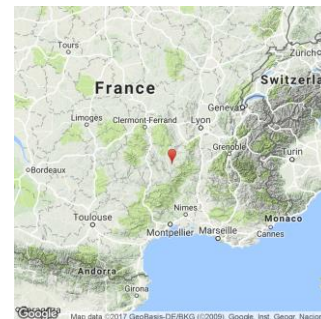 Tours
Zürich
France
Switzerla
Geneva
Limoges
Clermont-Ferrand
Lyon
Grenoble
Turin
Bordeaux
Nimes
Monaco
Toulouse
Montpellier
Marseille
Cannes
Andorra
Girona
Google
Map data ©2017 GeoBasis-DE/BKG (©2009), Google, Inst. Geogr. Nacion